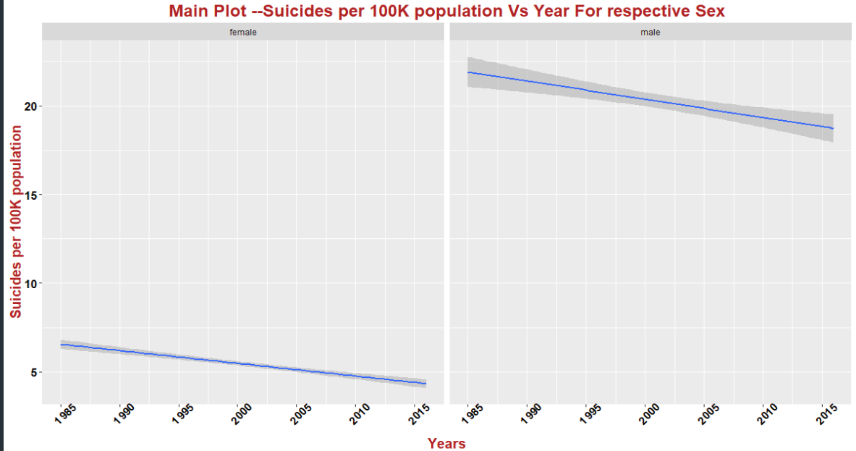 Main Plot --Suicides per 100K population Vs Year For respective Sex
female
male
Suicides per 100K population
20
15
10
5
1985 1990 1995 2000 2005 2010 2015
1985 1990 1995 2000 2005 2010 2015
Years